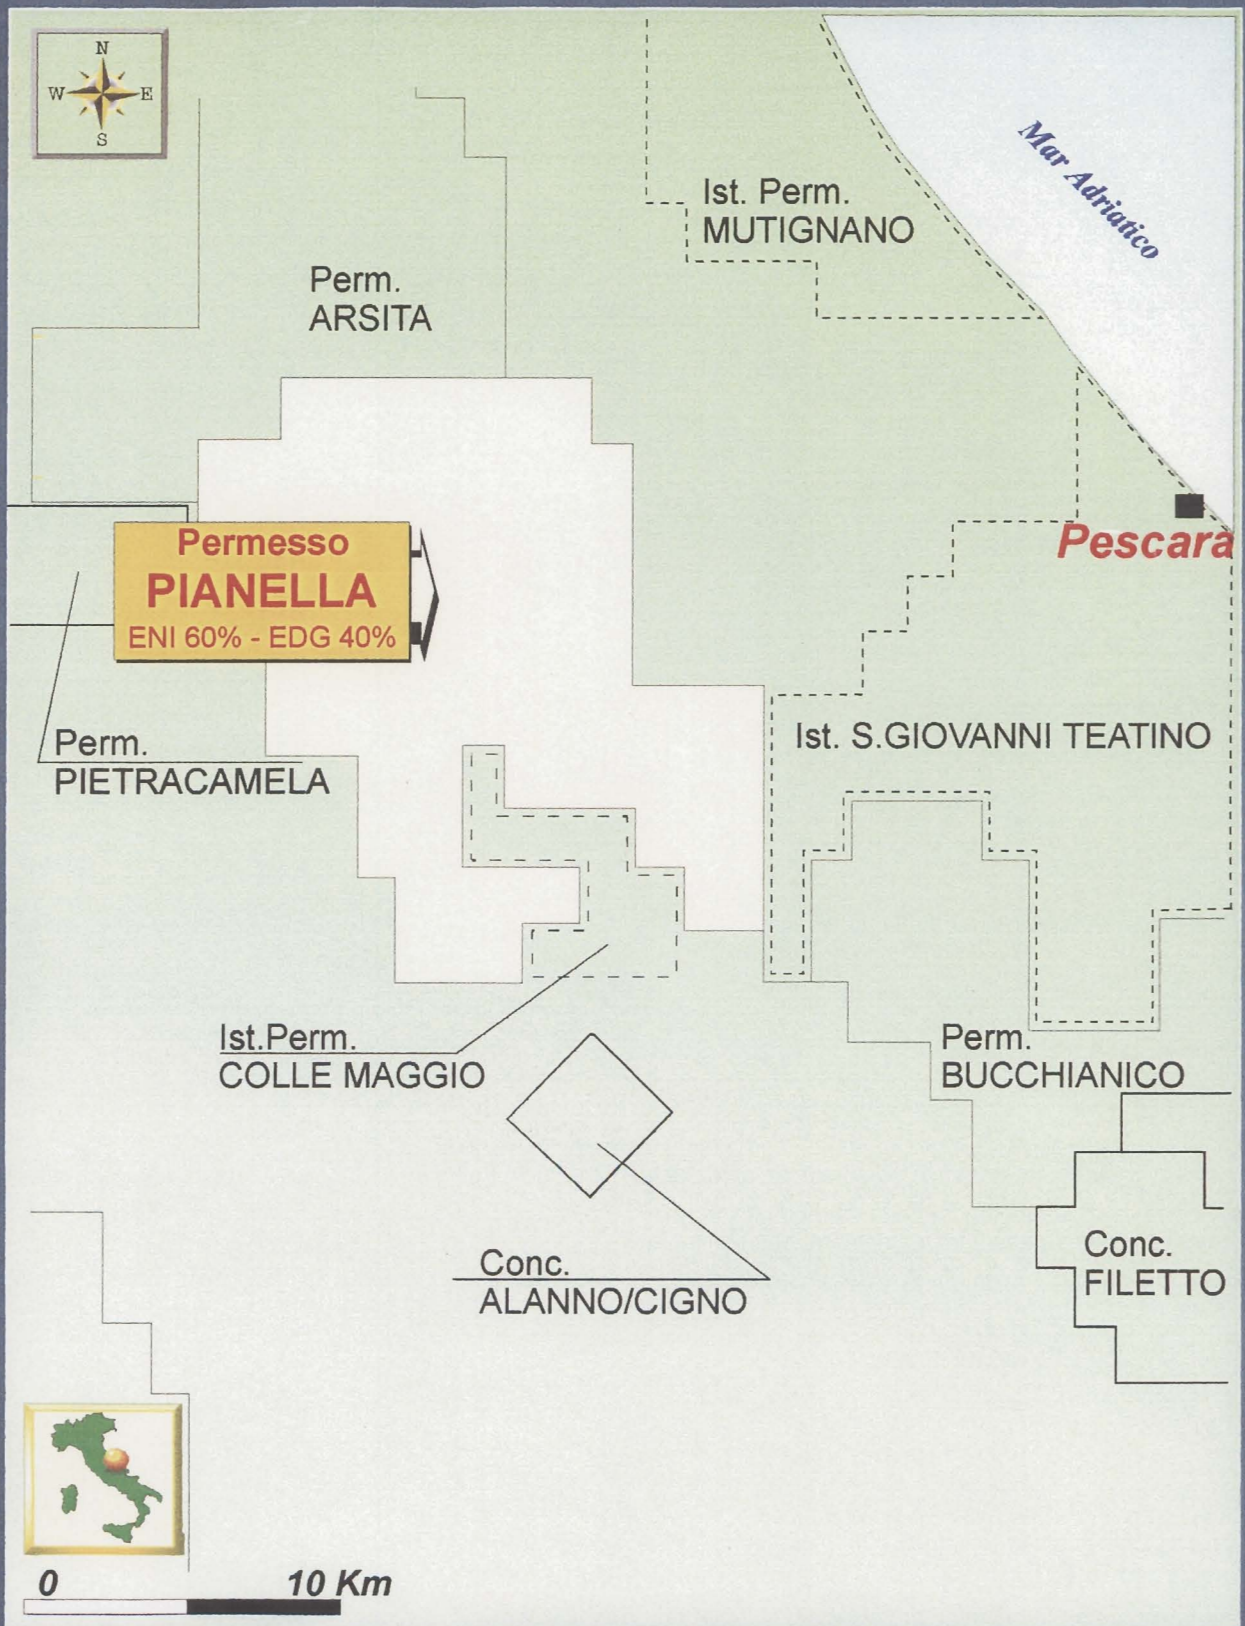 N
W E
S
Mar Adriatico
Ist. Perm.
MUTIGNANO
Perm.
ARSITA
Pescara
Permesso
PIANELLA
ENI 60% - EDG 40%
Ist. S.GIOVANNI TEATINO
Perm.
PIETRACAMELA
Ist.Perm.
COLLE MAGGIO
Perm.
BUCCHIANICO
Conc.
ALANNO/CIGNO
Conc.
FILETTO
0 10 Km